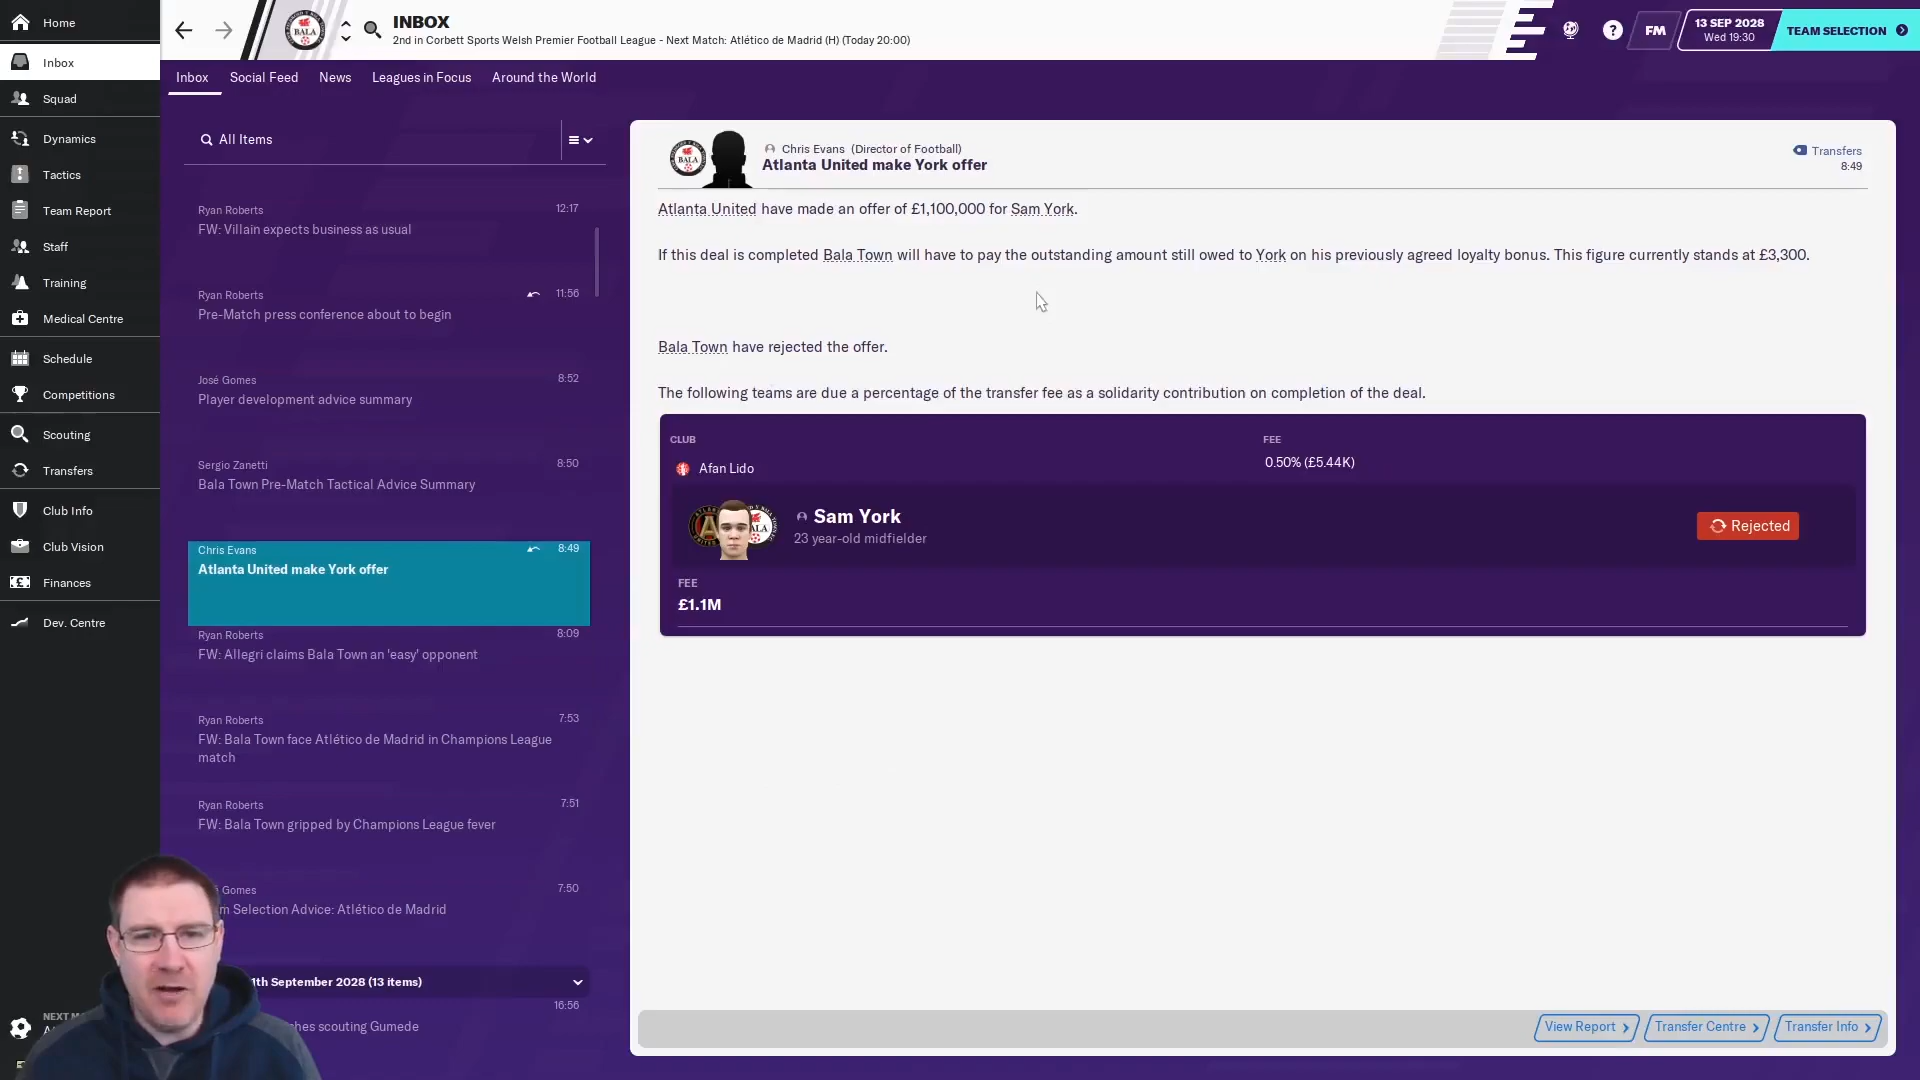 Home
INBOX
2nd in Corbett Sports Welsh Premier Football League - Next Match: Atlético de Madrid (H) (Today 20:00)
FM
13 SEP 2028
Wed 19:30
TEAM SELECTION
Inbox
Squad
Dynamics
Tactics
Team Report
Staff
Training
Medical Centre
Schedule
Competitions
Scouting
Transfers
Club Info
Club Vision
Finances
Dev. Centre
Inbox Social Feed News Leagues in Focus Around the World
All Items
Ryan Roberts 12:17
FW: Villain expects business as usual
Ryan Roberts 11:56
Pre-Match press conference about to begin
José Gomes 8:52
Player development advice summary
Sergio Zanetti 8:50
Bala Town Pre-Match Tactical Advice Summary
Chris Evans 8:49
Atlanta United make York offer
Ryan Roberts 8:09
FW: Allegri claims Bala Town an 'easy' opponent
Ryan Roberts 7:53
FW: Bala Town face Atlético de Madrid in Champions League
match
Ryan Roberts 7:51
FW: Bala Town gripped by Champions League fever
Gomes 7:50
Selection Advice: Atlético de Madrid
September 2028 (13 items)
16:56
scouting Gumede
BALA
Chris Evans (Director of Football)
Atlanta United make York offer
Transfers
8:49
Atlanta United have made an offer of £1,100,000 for Sam York.
If this deal is completed Bala Town will have to pay the outstanding amount still owed to York on his previously agreed loyalty bonus. This figure currently stands at £3,300.
Bala Town have rejected the offer.
The following teams are due a percentage of the transfer fee as a solidarity contribution on completion of the deal.
CLUB FEE
Afan Lido 0.50% (£5.44K)
Sam York
23 year-old midfielder
Rejected
FEE
£1.1M
View Report Transfer Centre Transfer Info